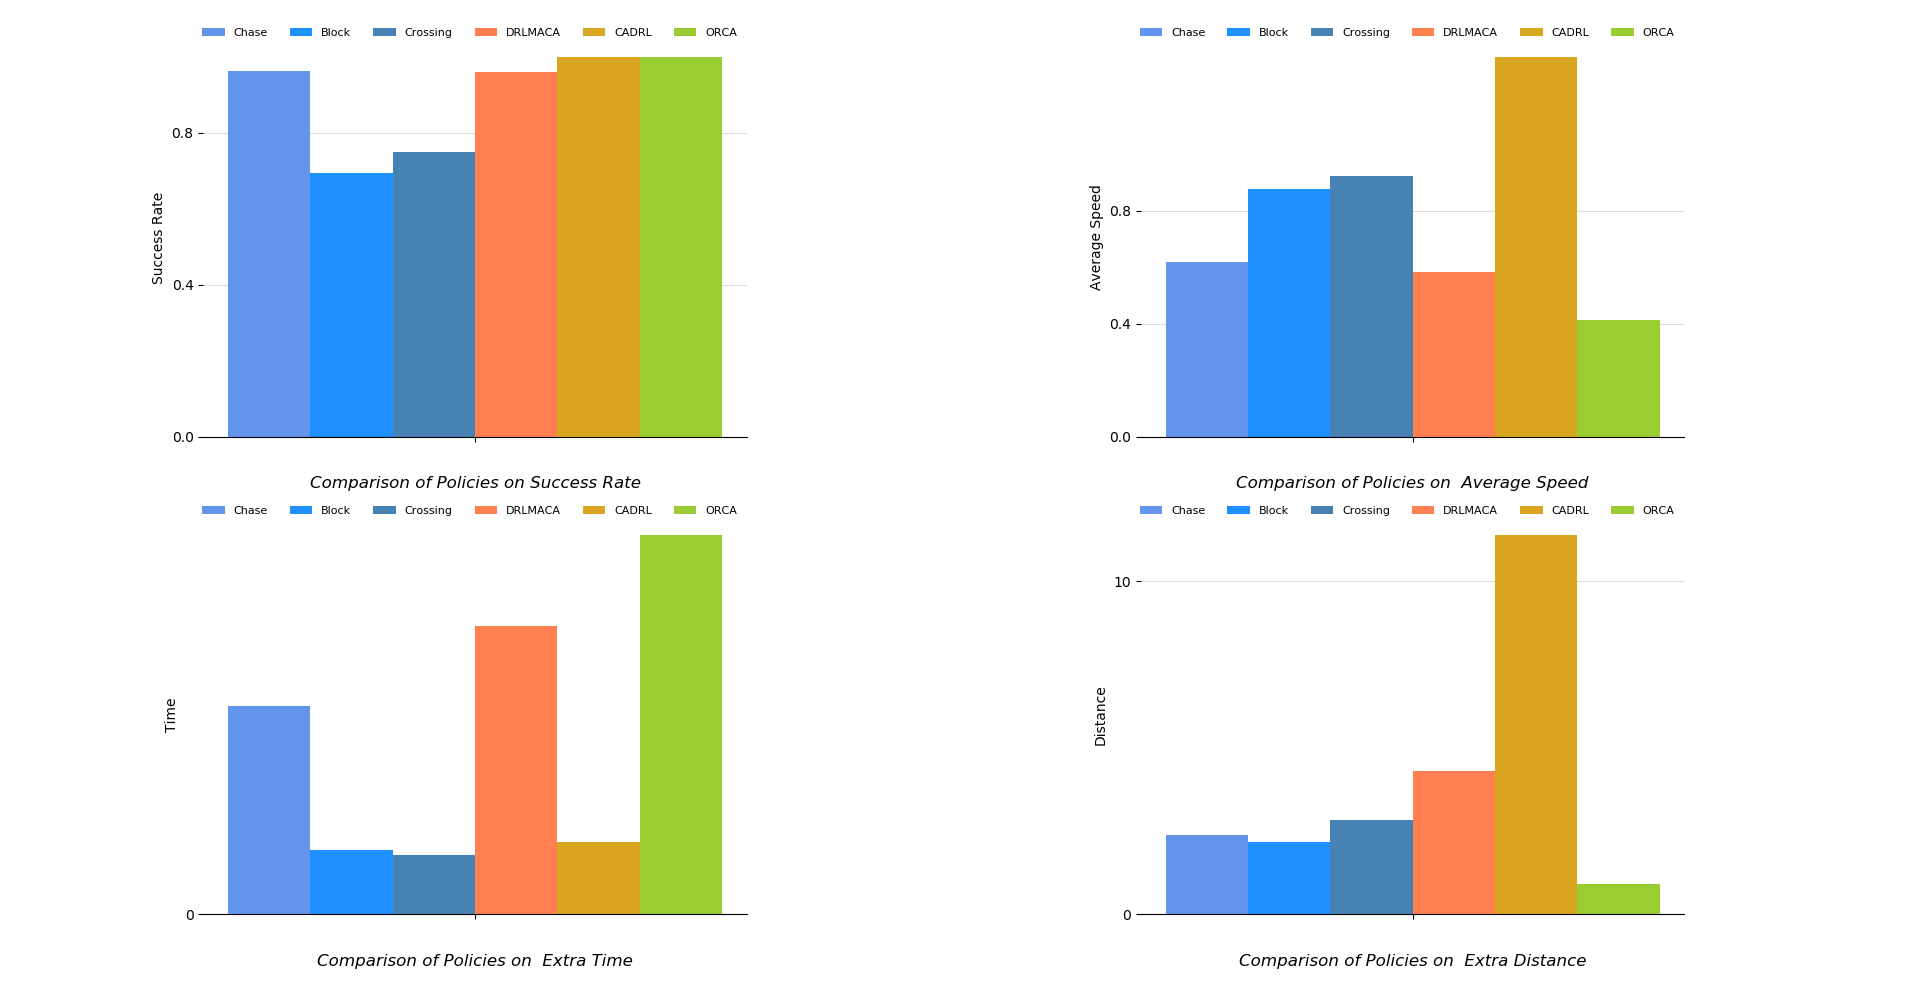 Chase Block Crossing DRLMACA CADRL ORCA
0.8
0.4
0.0
Success Rate
Comparison of Policies on Success Rate
Chase Block Crossing DRLMACA CADRL ORCA
0.8
0.4
0.0
Average Speed
Comparison of Policies on  Average Speed
Chase Block Crossing DRLMACA CADRL ORCA
0
Time
Comparison of Policies on  Extra Time
Chase Block Crossing DRLMACA CADRL ORCA
10
0
Distance
Comparison of Policies on  Extra Distance